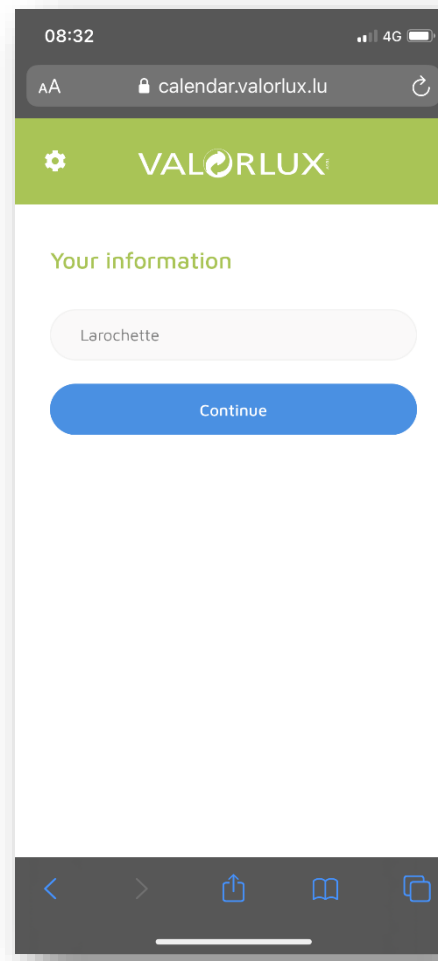 08:32
4G
AA
calendar.valorlux.lu
VALORLUX
Your information
Larochette
Continue